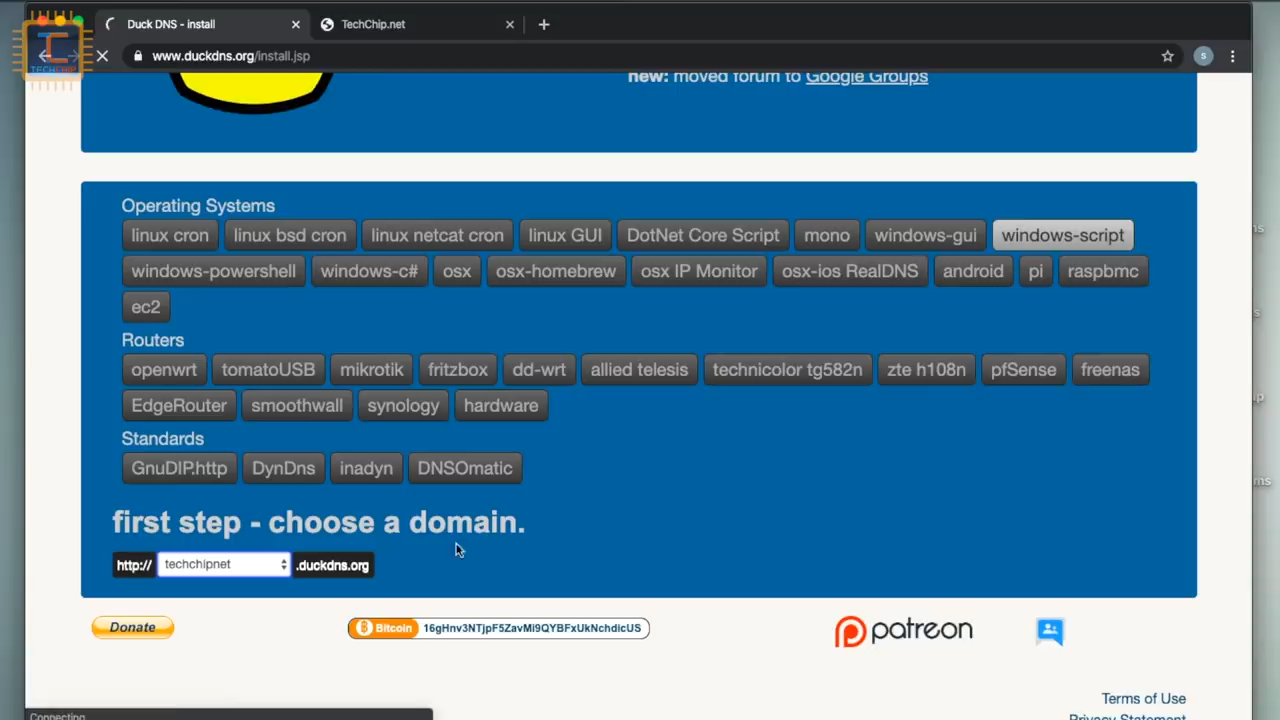 Duck DNS - install
TechChip.net
www.duckdns.org/install.jsp
S
TECHCHIP
new: moved forum to Google Groups
Operating Systems
linux cron linux bsd cron linux netcat cron linux GUI DotNet Core Script mono windows-gui windows-script
windows-powershell windows-c# osx osx-homebrew osx IP Monitor osx-ios RealDNS android pi raspbmc
ec2
Routers
openwrt tomatoUSB mikrotik fritzbox dd-wrt allied telesis technicolor tg582n zte h108n pfSense freenas
EdgeRouter smoothwall synology hardware
Standards
GnuDIP.http DynDns inadyn DNSOmatic
first step - choose a domain.
http:// techchipnet .duckdns.org
Donate
Bitcoin 16gHnv3NTjpF5ZavMi9QYBFxUkNchdicUS
patreon
Terms of Use
Privacy Statement
Connecting